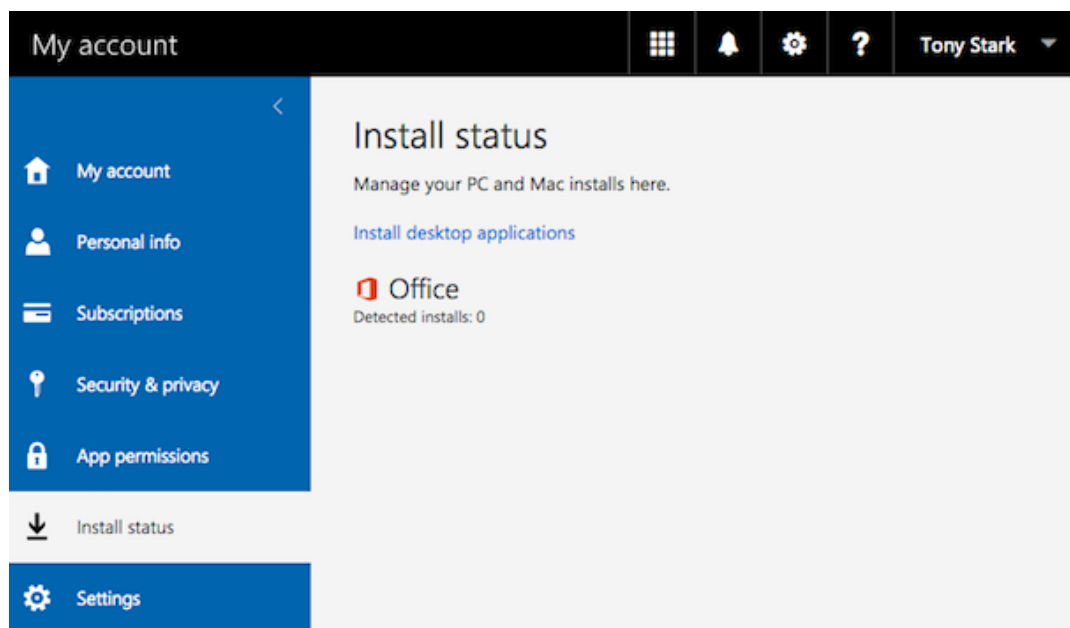 My account
?
Tony Stark
My account
Personal info
Subscriptions
Security & privacy
App permissions
Install status
Settings
Install status
Manage your PC and Mac installs here.
Install desktop applications
Office
Detected installs: 0